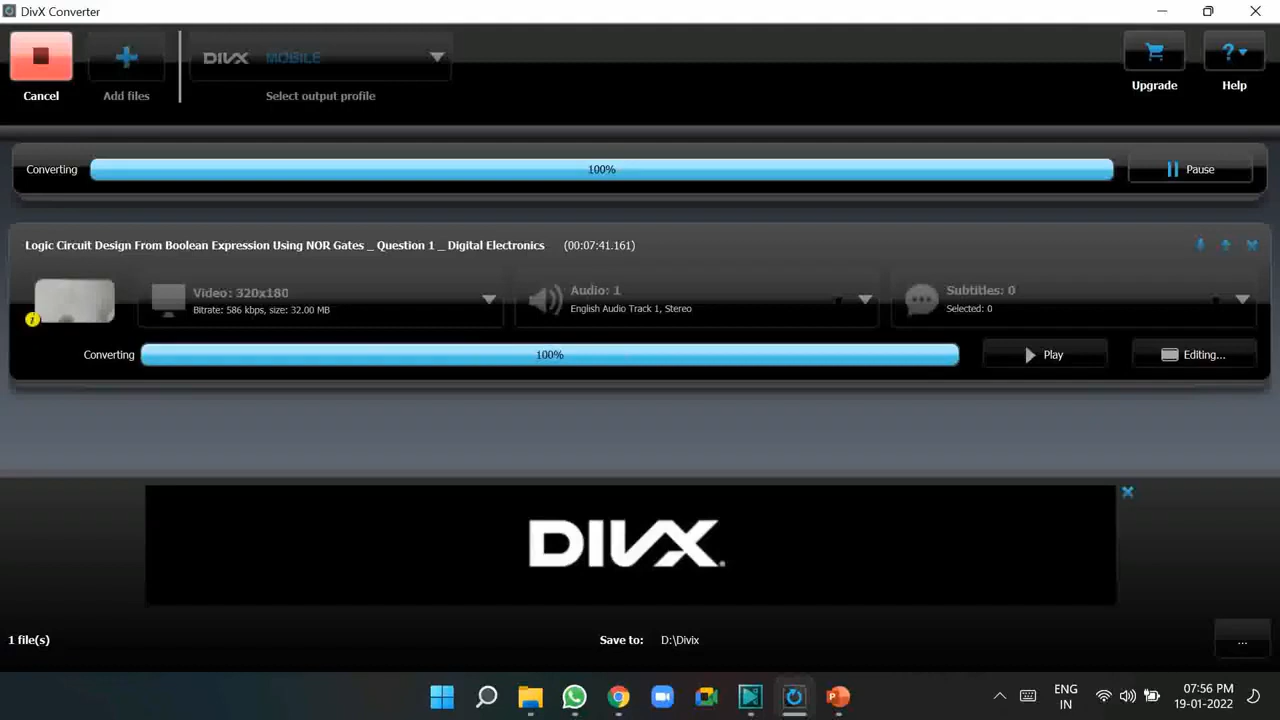 DivX Converter
DIVX MOBILE
Cancel
Add files
Select output profile
Upgrade
Help
Converting
100%
Pause
Logic Circuit Design From Boolean Expression Using NOR Gates _ Question 1 _ Digital Electronics (00:07:41.161)
Video: 320x180
Bitrate: 586 kbps, size: 32.00 MB
Audio: 1
English Audio Track 1, Stereo
Subtitles: 0
Selected: 0
Converting
100%
Play
Editing...
DIVX.
1 file(s)
Save to: D:\Divix
...
ENG
IN
07:56 PM
19-01-2022